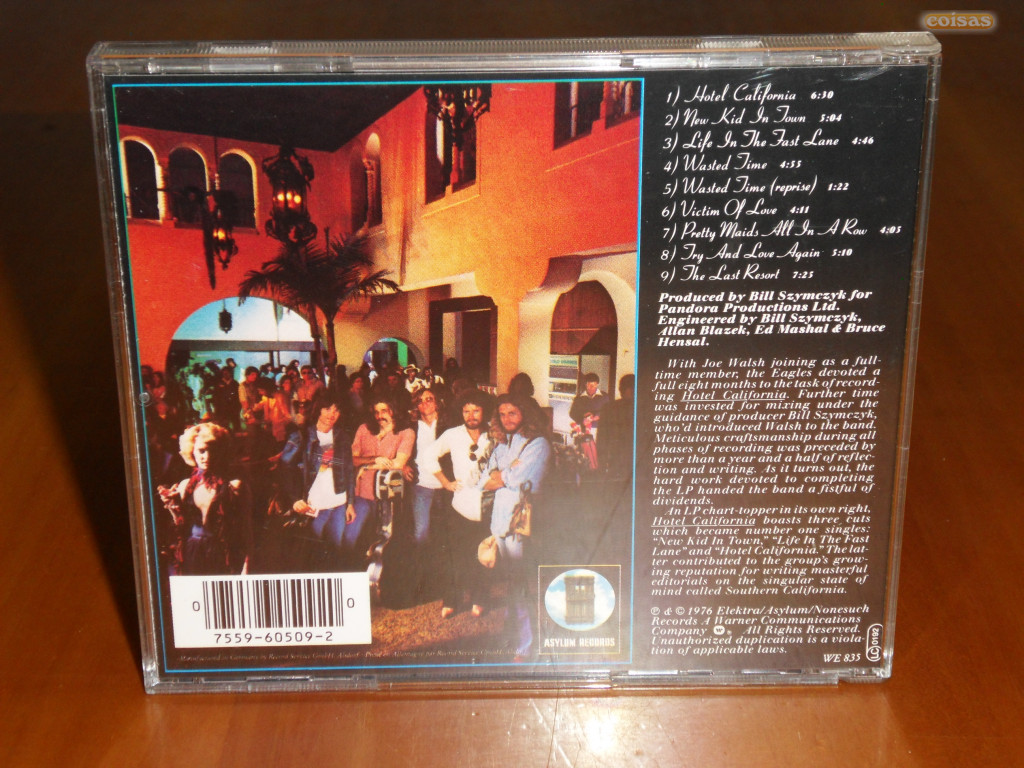 coisas
1) Hotel California 6:30
2) New Kid In Town 5:04
3) Life In The Fast Lane 4:46
4) Wasted Time 4:55
5) Wasted Time (reprise) 1:22
6) Victim Of Love 4:11
7) Pretty Maids All In A Row 4:05
8) Try And Love Again 5:10
9) The Last Resort 7:25
Produced by Bill Szymczyk for
Pandora Productions Ltd.
Engineered by Bill Szymczyk,
Allan Blazek, Ed Mashal & Bruce
Hensal.
With Joe Walsh joining as a full-
time member, the Eagles devoted a
full eight months to the task of record-
ing Hotel California. Further time
was invested for mixing under the
guidance of producer Bill Szymczyk,
who'd introduced Walsh to the band.
Meticulous craftsmanship during all
phases of recording was preceded by
more than a year and a half of reflec-
tion and writing. As it turns out, the
hard work devoted to completing
the LP handed the band a fistful of
dividends.
An LP chart-topper in its own right,
Hotel California boasts three cuts
which became number one singles:
"New Kid In Town," "Life In The Fast
Lane" and "Hotel California." The lat-
ter contributed to the group's grow-
ing reputation for writing masterful
editorials on the singular state of
mind called Southern California.
℗ & © 1976 Elektra/Asylum/Nonesuch
Records A Warner Communications
Company All Rights Reserved.
Unauthorized duplication is a viola-
tion of applicable laws.
WE 835
0 0
7559-60509-2
ASYLUM RECORDS